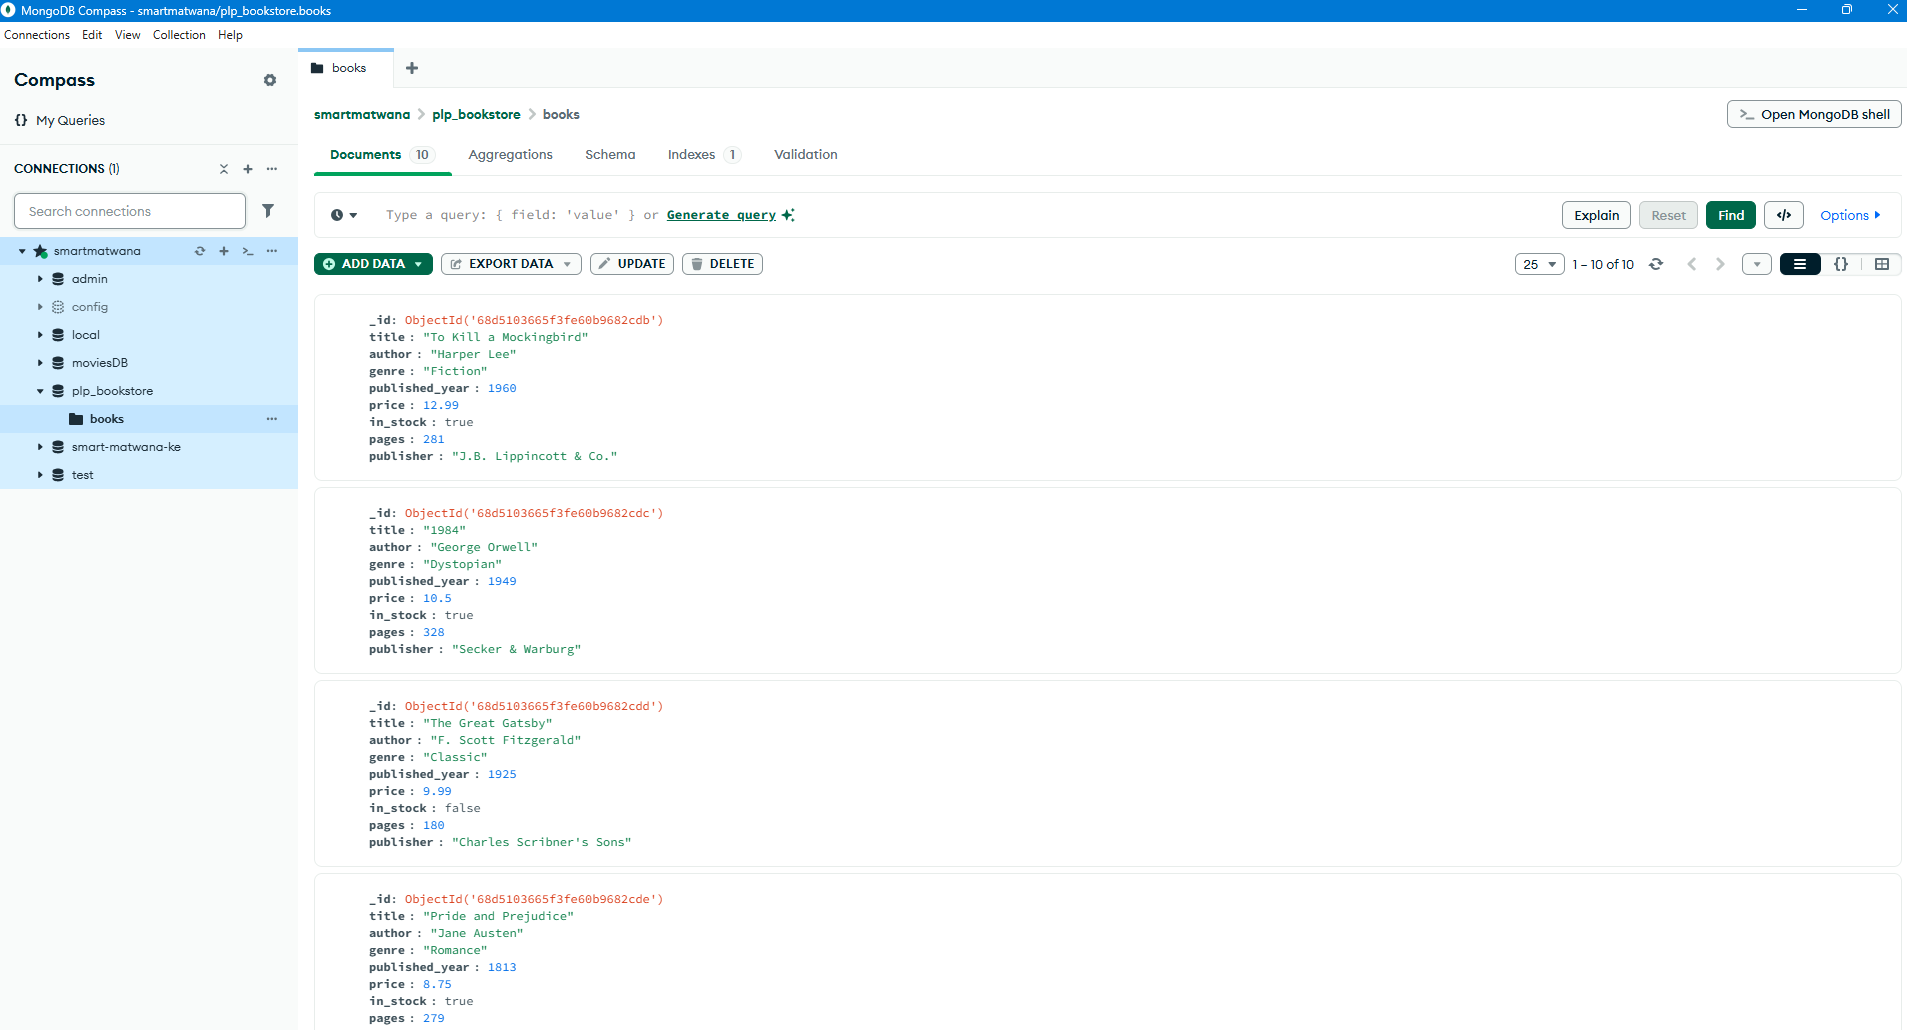 MongoDB Compass - smartmatwana/plp_bookstore.books
Connections Edit View Collection Help
Compass
{} My Queries
CONNECTIONS (1)
Search connections
smartmatwana
admin
config
local
moviesDB
plp_bookstore
books
smart-matwana-ke
test
books
smartmatwana > plp_bookstore > books
>_ Open MongoDB shell
Documents 10 Aggregations Schema Indexes 1 Validation
Type a query: { field: 'value' } or Generate query
Explain Reset Find </> Options
ADD DATA EXPORT DATA UPDATE DELETE
25 1 – 10 of 10 {}
_id: ObjectId('68d5103665f3fe60b9682cdb')
title : "To Kill a Mockingbird"
author : "Harper Lee"
genre : "Fiction"
published_year : 1960
price : 12.99
in_stock : true
pages : 281
publisher : "J.B. Lippincott & Co."
_id: ObjectId('68d5103665f3fe60b9682cdc')
title : "1984"
author : "George Orwell"
genre : "Dystopian"
published_year : 1949
price : 10.5
in_stock : true
pages : 328
publisher : "Secker & Warburg"
_id: ObjectId('68d5103665f3fe60b9682cdd')
title : "The Great Gatsby"
author : "F. Scott Fitzgerald"
genre : "Classic"
published_year : 1925
price : 9.99
in_stock : false
pages : 180
publisher : "Charles Scribner's Sons"
_id: ObjectId('68d5103665f3fe60b9682cde')
title : "Pride and Prejudice"
author : "Jane Austen"
genre : "Romance"
published_year : 1813
price : 8.75
in_stock : true
pages : 279